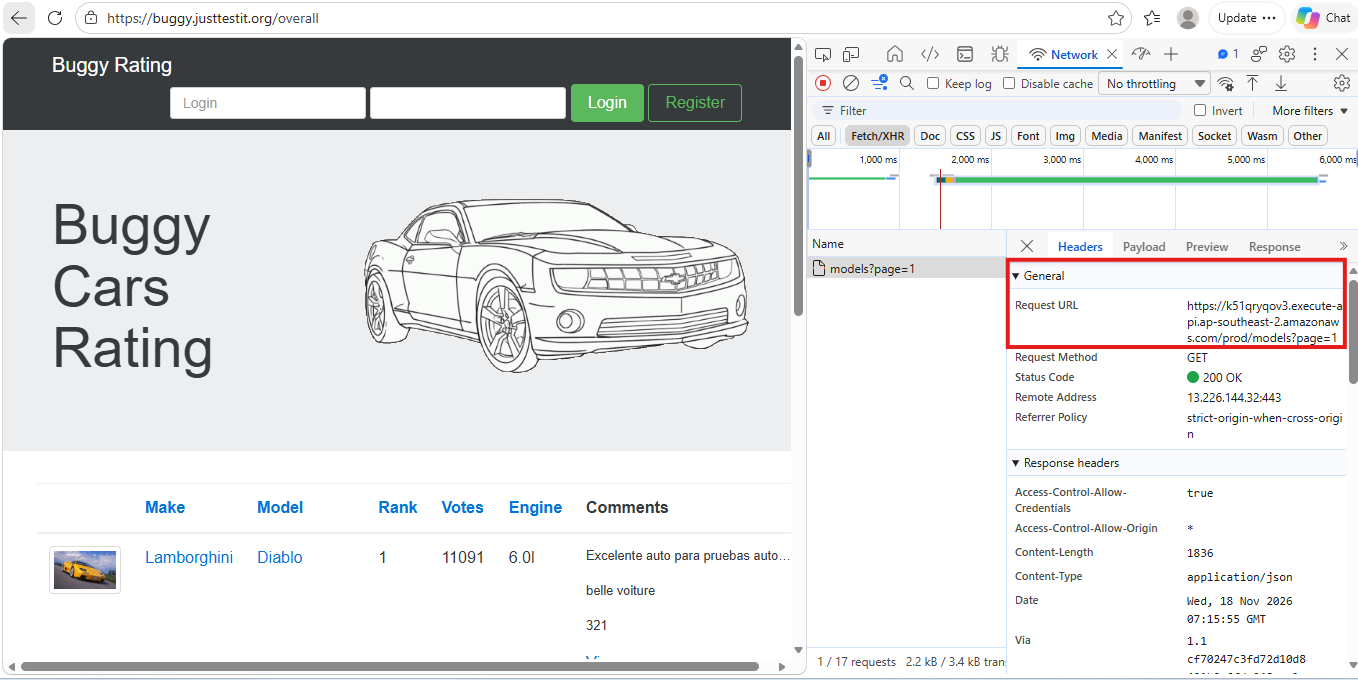 https://buggy.justtestit.org/overall
Update
Chat
Buggy Rating
Login
Login
Register
Buggy
Cars
Rating
Make Model Rank Votes Engine Comments
Lamborghini Diablo 1 11091 6.0l Excelente auto para pruebas auto…
belle voiture
321
Network
1
Keep log
Disable cache
No throttling
Filter
Invert
More filters
All Fetch/XHR Doc CSS JS Font Img Media Manifest Socket Wasm Other
1,000 ms 2,000 ms 3,000 ms 4,000 ms 5,000 ms 6,000 ms
Name
models?page=1
Headers Payload Preview Response
General
Request URL
https://k51qryqov3.execute-a
pi.ap-southeast-2.amazonaw
s.com/prod/models?page=1
Request Method GET
Status Code 200 OK
Remote Address 13.226.144.32:443
Referrer Policy strict-origin-when-cross-origi
n
Response headers
Access-Control-Allow-
Credentials
true
Access-Control-Allow-Origin *
Content-Length 1836
Content-Type application/json
Date Wed, 18 Nov 2026
07:15:55 GMT
Via 1.1
cf70247c3fd72d10d8
1 / 17 requests 2.2 kB / 3.4 kB tran